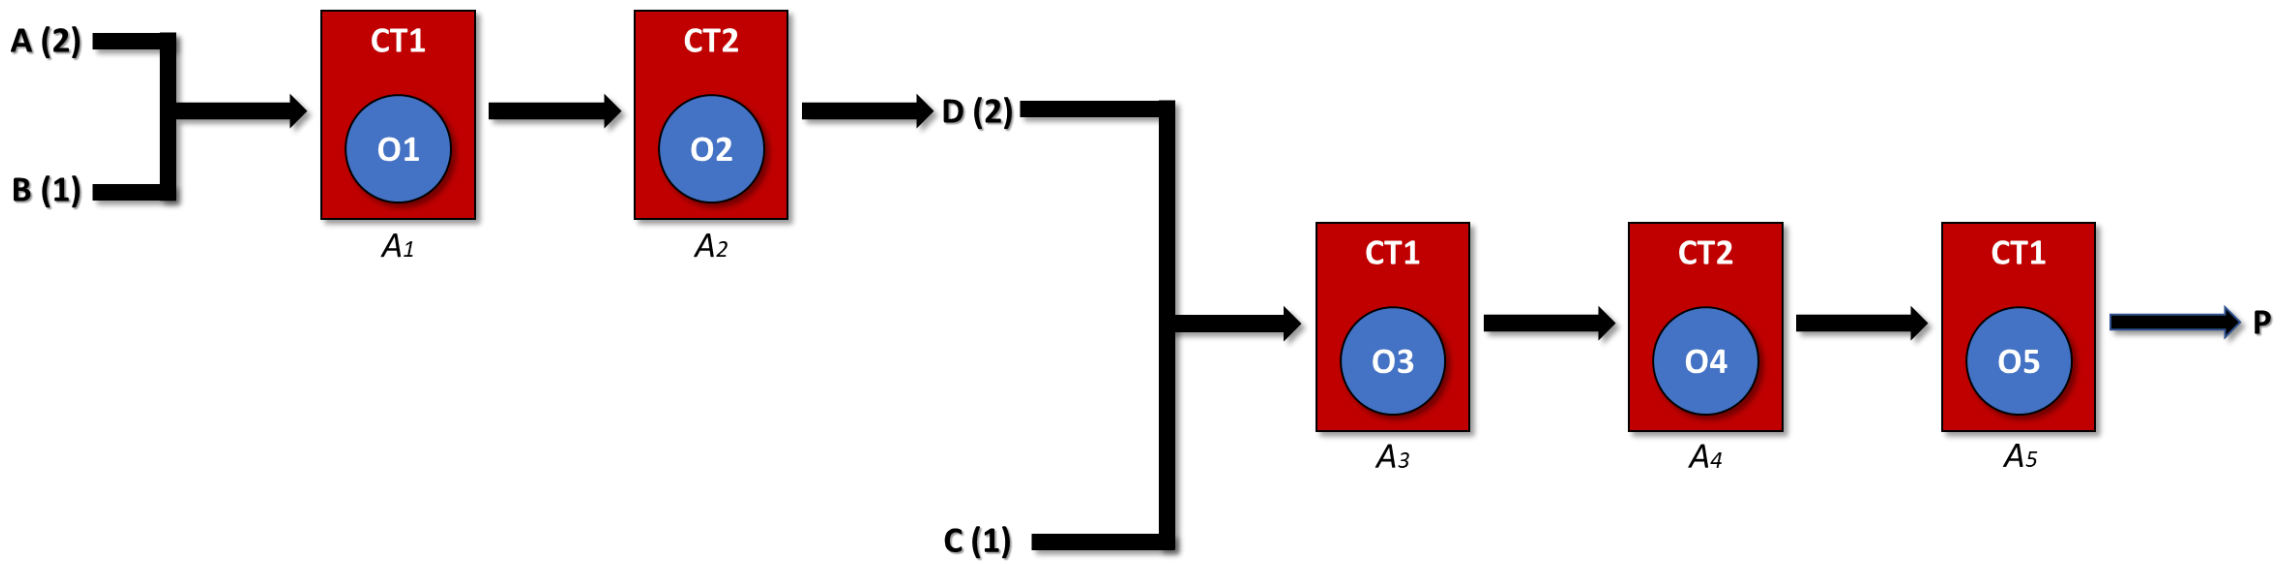 A (2)
B (1)
CT1
O1
A1
CT2
O2
A2
D (2)
C (1)
CT1
O3
A3
CT2
O4
A4
CT1
O5
A5
P